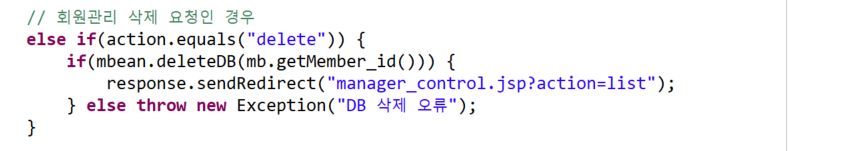 // 회원관리 삭제 요청인 경우
else if(action.equals("delete")) {
    if(mbean.deleteDB(mb.getMember_id())) {
        response.sendRedirect("manager_control.jsp?action=list");
    } else throw new Exception("DB 삭제 오류");
}